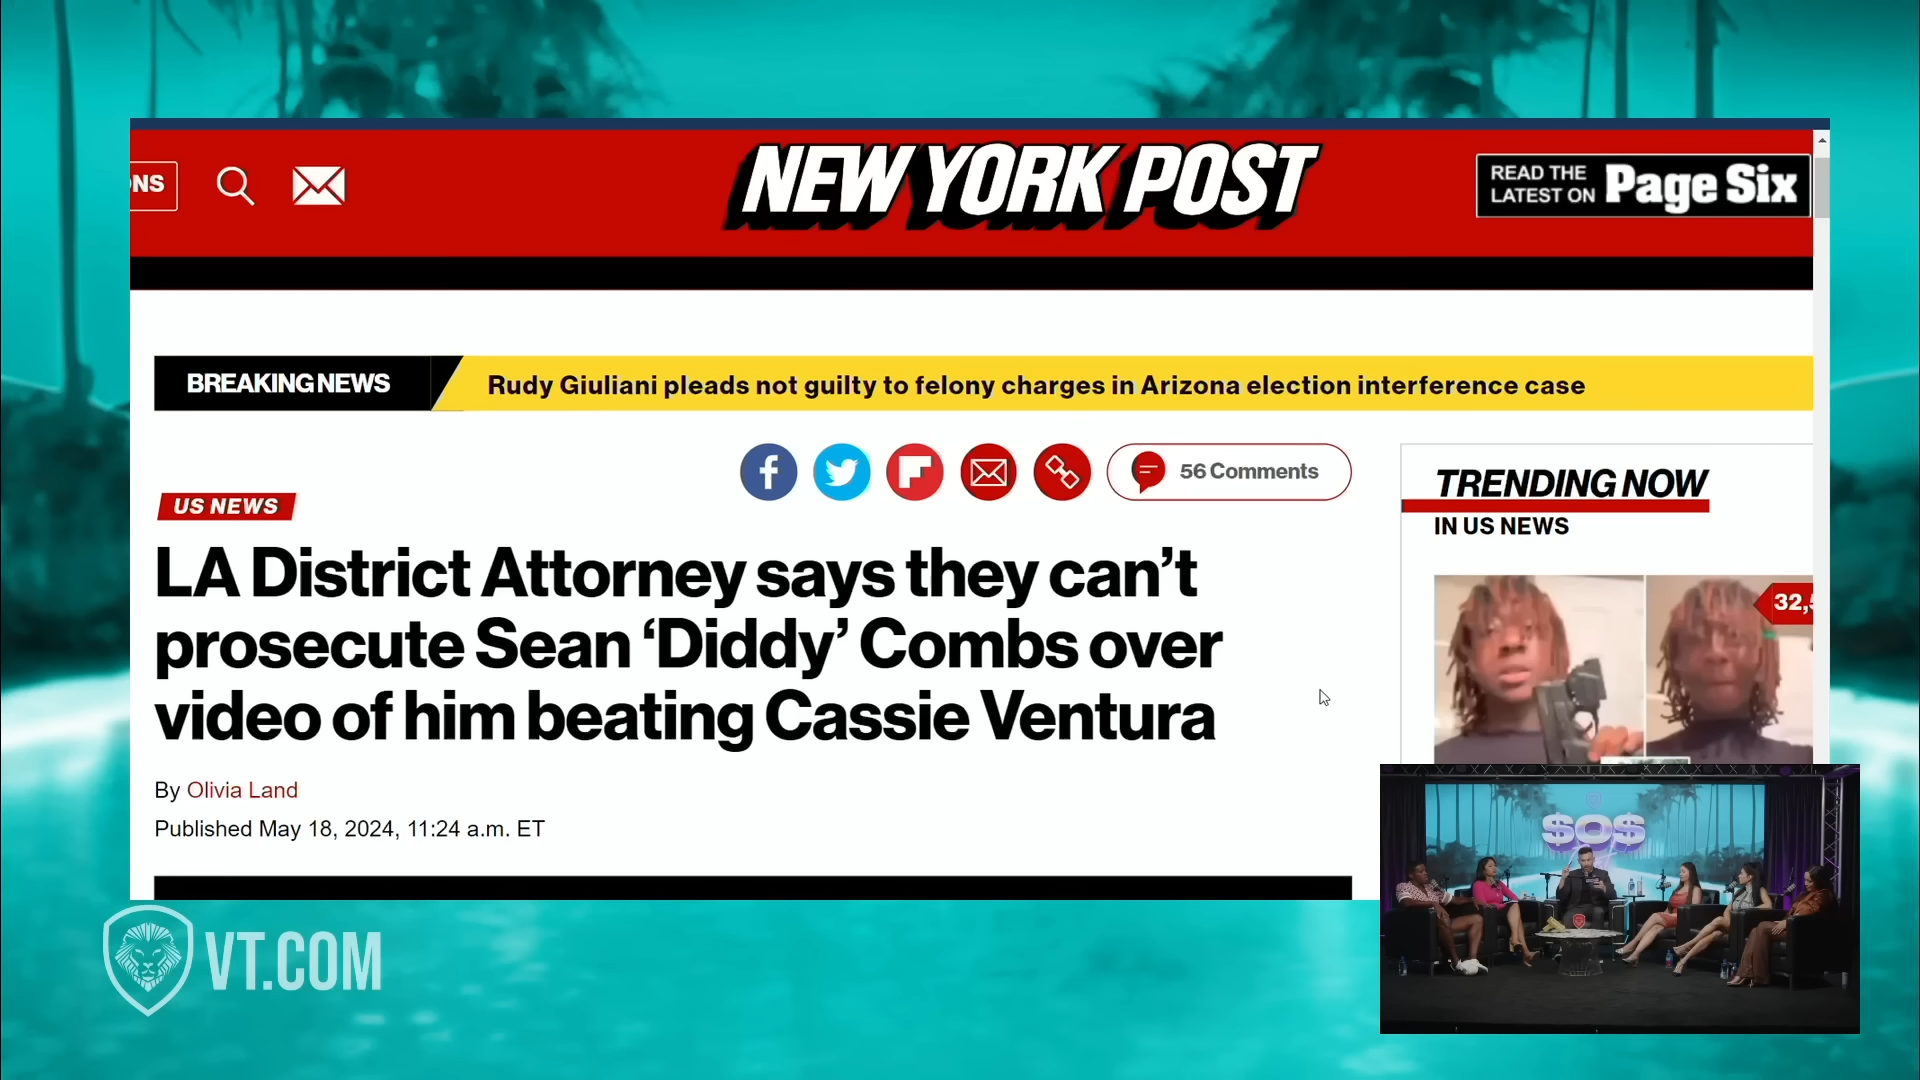 NS
NEW YORK POST
READ THE
LATEST ON
Page Six
BREAKING NEWS
Rudy Giuliani pleads not guilty to felony charges in Arizona election interference case
56 Comments
US NEWS
LA District Attorney says they can’t
prosecute Sean ‘Diddy’ Combs over
video of him beating Cassie Ventura
By Olivia Land
Published May 18, 2024, 11:24 a.m. ET
TRENDING NOW
IN US NEWS
32,
$O$
VT.COM